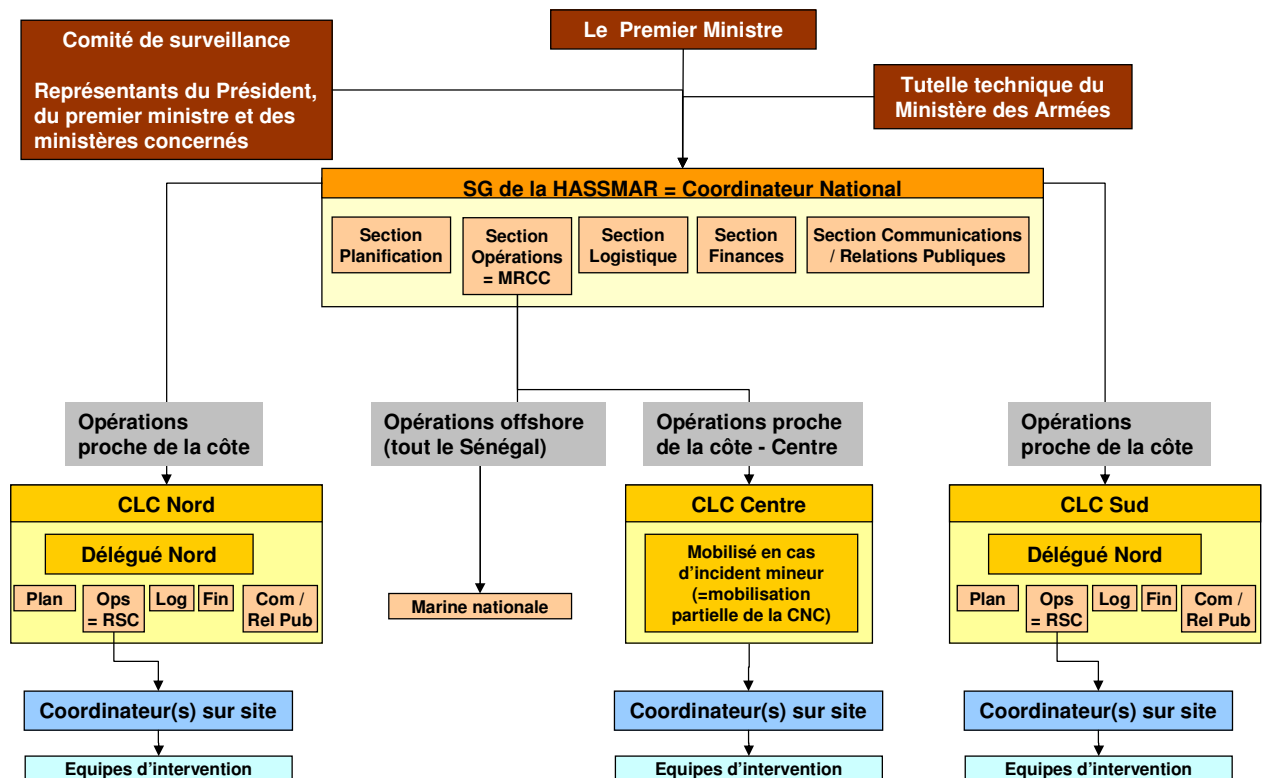 Comité de surveillance
Représentants du Président,
du premier ministre et des
ministères concernés
Le Premier Ministre
Tutelle technique du
Ministère des Armées
SG de la HASSMAR = Coordinateur National
Section
Planification
Section
Opérations
= MRCC
Section
Logistique
Section
Finances
Section Communications
/ Relations Publiques
Opérations
proche de la côte
Opérations offshore
(tout le Sénégal)
Opérations proche
de la côte - Centre
Opérations
proche de la côte
CLC Nord
Délégué Nord
Plan
Ops
= RSC
Log
Fin
Com /
Rel Pub
Marine nationale
CLC Centre
Mobilisé en cas
d'incident mineur
(=mobilisation
partielle de la CNC)
CLC Sud
Délégué Nord
Plan
Ops
= RSC
Log
Fin
Com /
Rel Pub
Coordinateur(s) sur site
Coordinateur(s) sur site
Coordinateur(s) sur site
Equipes d'intervention
Equipes d'intervention
Equipes d'intervention